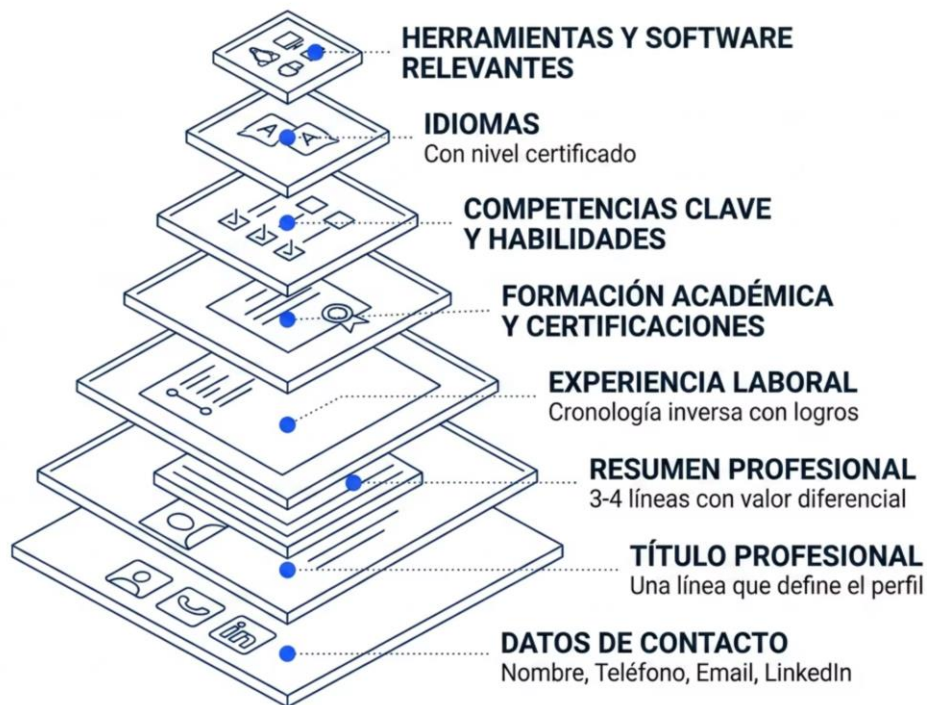 HERRAMIENTAS Y SOFTWARE
RELEVANTES
IDIOMAS
Con nivel certificado
A A
COMPETENCIAS CLAVE
Y HABILIDADES
FORMACIÓN ACADÉMICA
Y CERTIFICACIONES
EXPERIENCIA LABORAL
Cronología inversa con logros
RESUMEN PROFESIONAL
3-4 líneas con valor diferencial
TÍTULO PROFESIONAL
Una línea que define el perfil
in
DATOS DE CONTACTO
Nombre, Teléfono, Email, LinkedIn